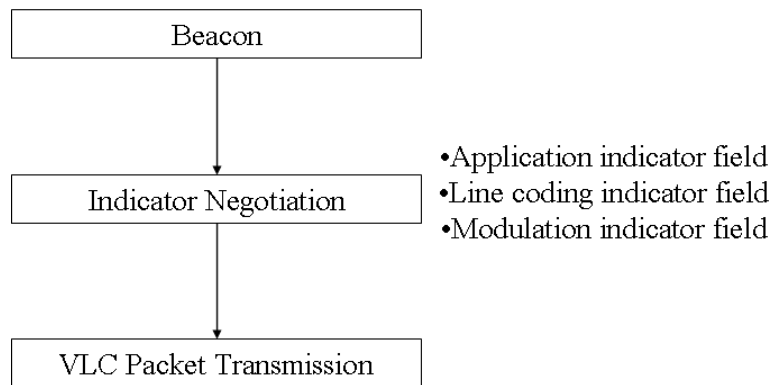 Beacon
Indicator Negotiation
•Application indicator field
•Line coding indicator field
•Modulation indicator field
VLC Packet Transmission